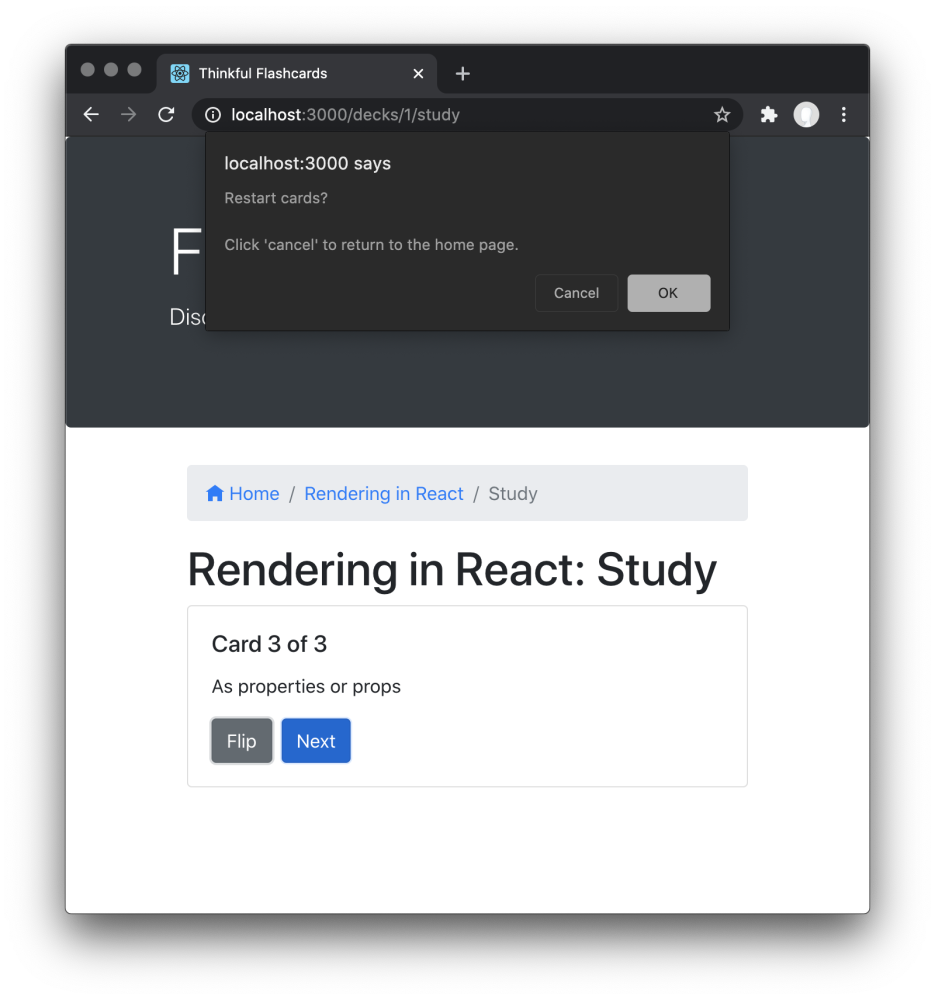 Thinkful Flashcards
localhost:3000/decks/1/study
localhost:3000 says
Restart cards?
Click 'cancel' to return to the home page.
Cancel OK
Home / Rendering in React / Study
Rendering in React: Study
Card 3 of 3
As properties or props
Flip Next